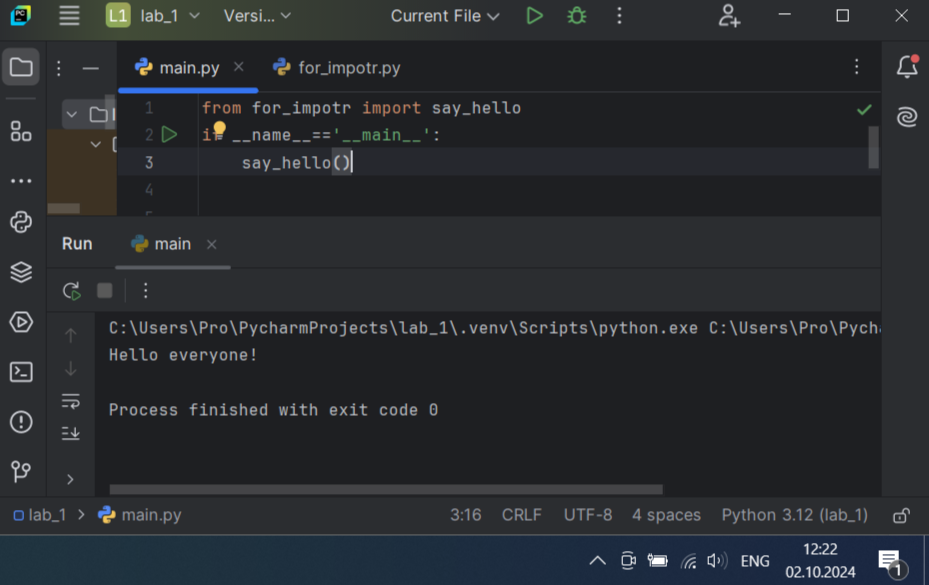 PC
L1 lab_1 Versi... Current File
main.py for_impotr.py
1 from for_impotr import say_hello
2 if __name__=='__main__':
3 say_hello()
4
Run main
C:\Users\Pro\PycharmProjects\lab_1\.venv\Scripts\python.exe C:\Users\Pro\Pych
Hello everyone!
Process finished with exit code 0
lab_1 > main.py 3:16 CRLF UTF-8 4 spaces Python 3.12 (lab_1)
ENG 12:22
02.10.2024 1